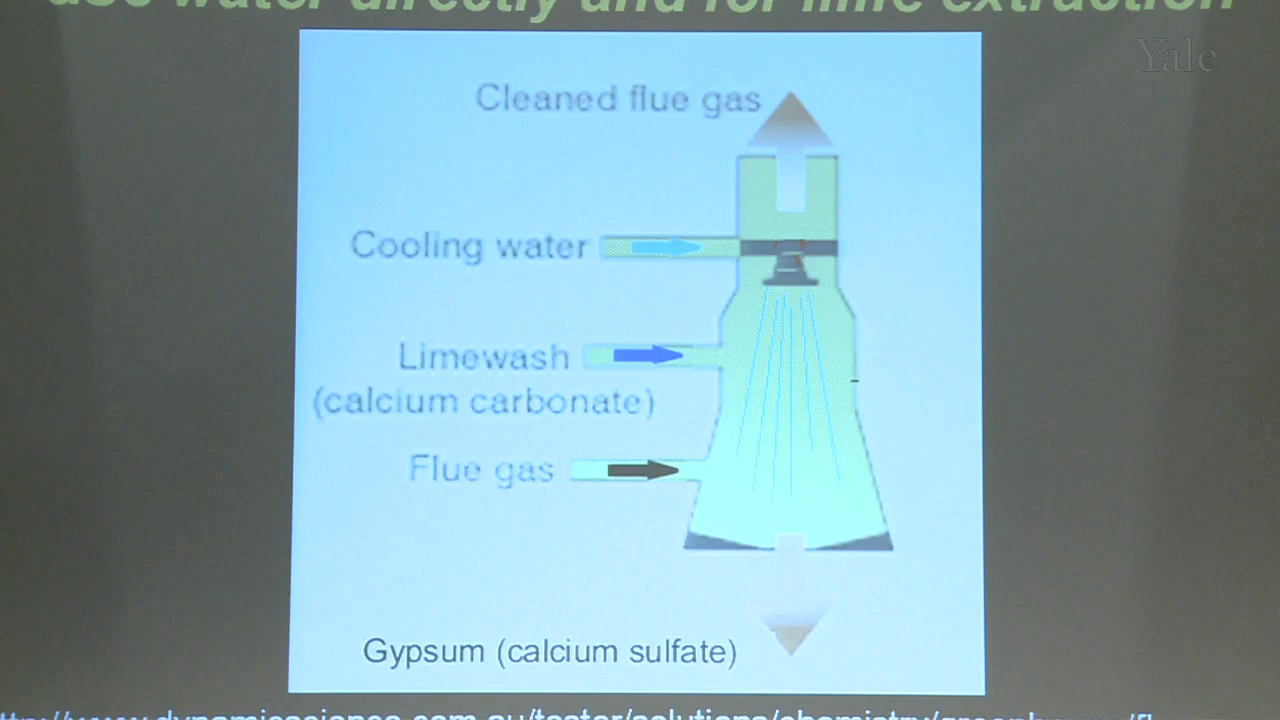 use water directly and for lime extraction
Yale
Cleaned flue gas
Cooling water
Limewash
(calcium carbonate)
Flue gas
Gypsum (calcium sulfate)